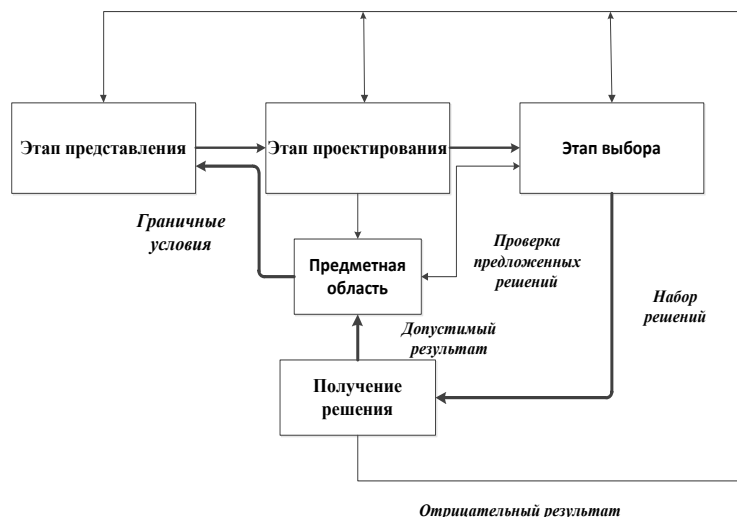 Этап представления
Этап проектирования
Этап выбора
Граничные
условия
Предметная
область
Проверка
предложенных
решений
Набор
решений
Допустимый
результат
Получение
решения
Отрицательный результат